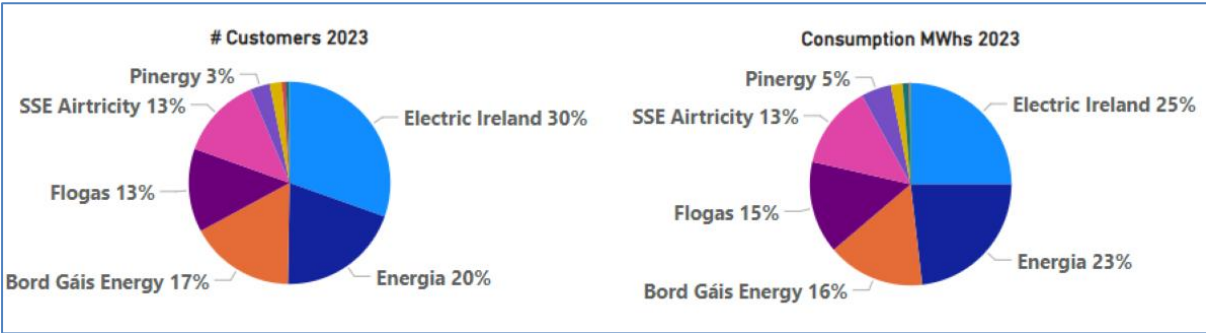 # Customers 2023
Pinergy 3%
SSE Airtricity 13%
Electric Ireland 30%
Flogas 13%
Bord Gáis Energy 17%
Energia 20%
Consumption MWhs 2023
Pinergy 5%
SSE Airtricity 13%
Electric Ireland 25%
Flogas 15%
Energia 23%
Bord Gáis Energy 16%